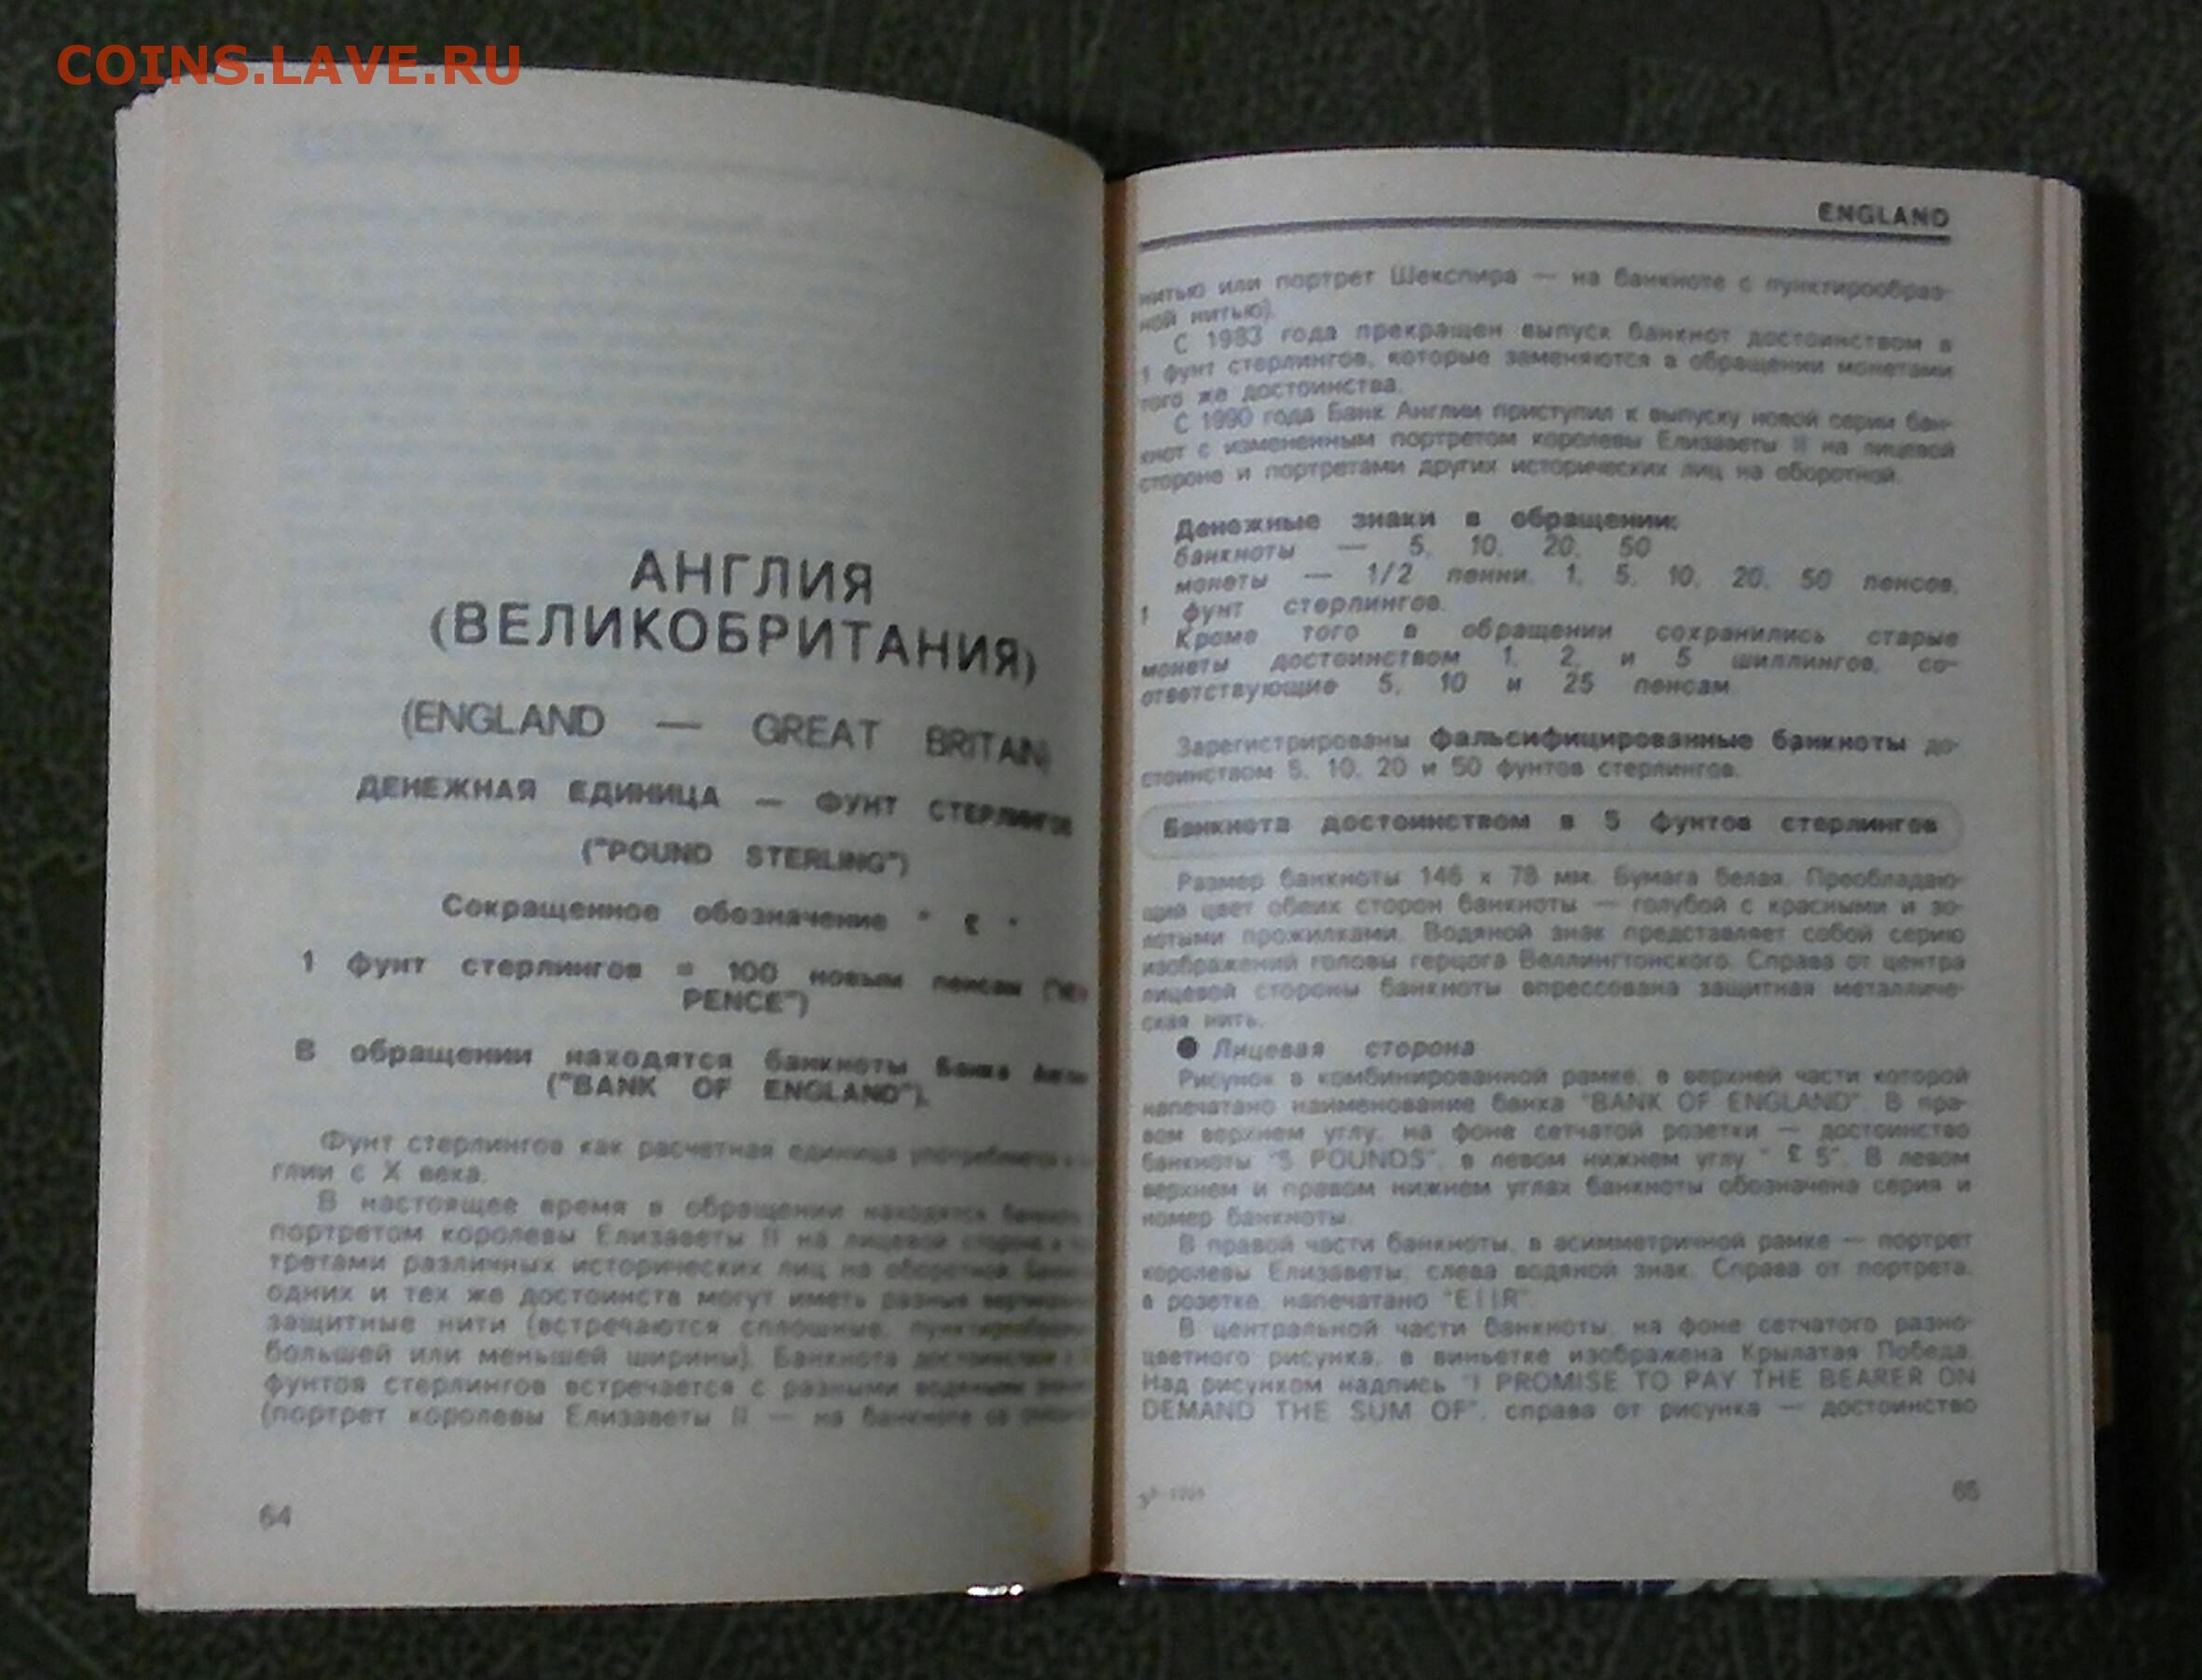 COINS.LAVE.RU
АНГЛИЯ
(ВЕЛИКОБРИТАНИЯ)
(ENGLAND — GREAT BRITAIN)
ДЕНЕЖНАЯ ЕДИНИЦА — ФУНТ СТЕРЛИНГОВ
("POUND STERLING")
Сокращенное обозначение " £ "
1 фунт стерлингов = 100 новым пенсам
PENCE")
В обращении находятся банкноты Банка
("BANK OF ENGLAND").
Фунт стерлингов как расчетная единица употребляется
глии с X века.
В настоящее время в обращении находятся
портретом королевы Елизаветы II на лицевой стороне и
третами различных исторических лиц на оборотной.
одних и тех же достоинств могут иметь разные
защитные нити (встречаются сплошные,
большей или меньшей ширины). Банкнота достоинством
фунтов стерлингов встречается с разными водяными
(портрет королевы Елизаветы II — на банкноте со
64
ENGLAND
нитью или портрет Шекспира — на банкноте с пунктирообраз-
ной нитью).
С 1983 года прекращен выпуск банкнот достоинством в
1 фунт стерлингов, которые заменяются в обращении монетами
того же достоинства.
С 1990 года Банк Англии приступил к выпуску новой серии бан-
кнот с измененным портретом королевы Елизаветы II на лицевой
стороне и портретами других исторических лиц на оборотной.
Денежные знаки в обращении:
банкноты — 5, 10, 20, 50
монеты — 1/2 пенни, 1, 5, 10, 20, 50 пенсов,
1 фунт стерлингов.
Кроме того в обращении сохранились старые
монеты достоинством 1, 2, и 5 шиллингов, со-
ответствующие 5, 10 и 25 пенсам.
Зарегистрированы фальсифицированные банкноты до-
стоинством 5, 10, 20 и 50 фунтов стерлингов.
Банкнота достоинством в 5 фунтов стерлингов
Размер банкноты 146 x 78 мм. Бумага белая. Преобладаю-
щий цвет обеих сторон банкноты — голубой с красными и зо-
лотыми прожилками. Водяной знак представляет собой серию
изображений головы герцога Веллингтонского. Справа от центра
лицевой стороны банкноты впрессована защитная металличе-
ская нить.
● Лицевая сторона
Рисунок в комбинированной рамке, в верхней части которой
напечатано наименование банка "BANK OF ENGLAND". В пра-
вом верхнем углу, на фоне сетчатой розетки — достоинство
банкноты "5 POUNDS", в левом нижнем углу " £ 5". В левом
верхнем и правом нижнем углах банкноты обозначена серия и
номер банкноты.
В правой части банкноты, в асимметричной рамке — портрет
королевы Елизаветы, слева водяной знак. Справа от портрета,
в розетке, напечатано "EIIR".
В центральной части банкноты, на фоне сетчатого разно-
цветного рисунка, в виньетке изображена Крылатая Победа.
Над рисунком надпись "I PROMISE TO PAY THE BEARER ON
DEMAND THE SUM OF", справа от рисунка — достоинство
65